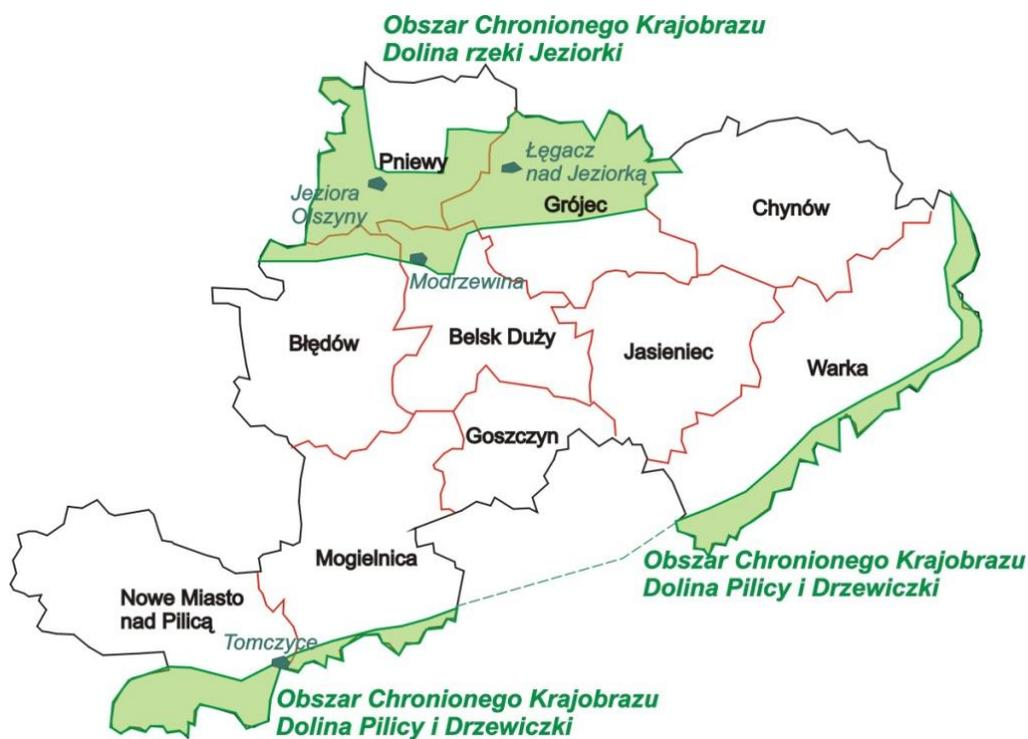 Obszar Chronionego Krajobrazu
Dolina rzeki Jeziorki
Pniewy
Łęgacz
nad Jeziorką
Jeziora
Olszyny
Grójec
Chynów
Modrzewina
Błędów
Belsk Duży
Jasieniec
Warka
Goszczyn
Mogielnica
Obszar Chronionego Krajobrazu
Dolina Pilicy i Drzewiczki
Nowe Miasto
nad Pilicą
Tomczyce
Obszar Chronionego Krajobrazu
Dolina Pilicy i Drzewiczki